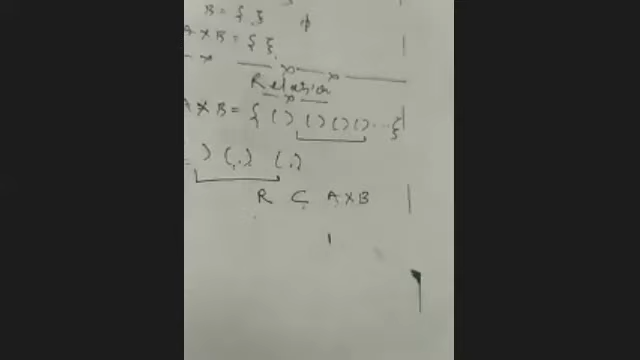 B = { , }
A × B = { }.
Relation
A × B = { ( ) ( ) ( ) ( ) ... }
= ) ( , ) ( , )
R ⊂ A × B